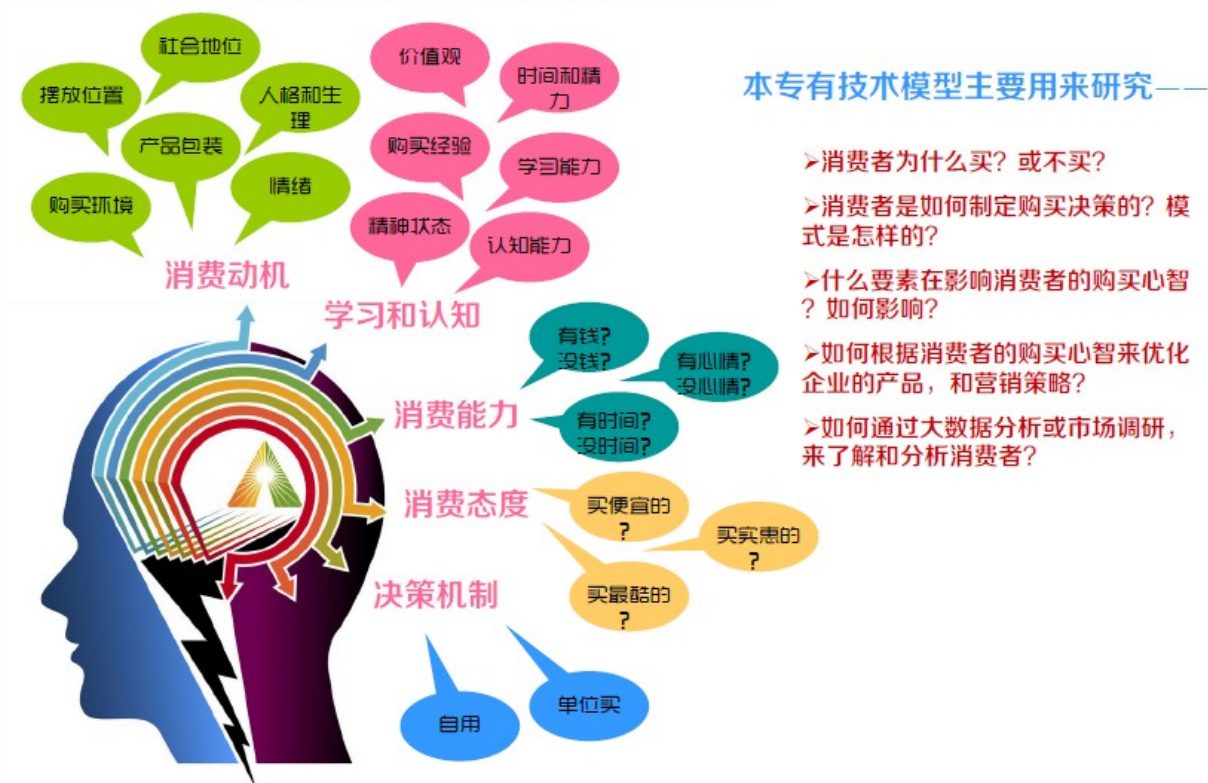 社会地位
摆放位置
人格和生
理
产品包装
情绪
购买环境
消费动机
价值观
时间和精
力
购买经验
学习能力
精神状态
认知能力
学习和认知
有钱?
没钱?
有心情?
没心情?
有时间?
没时间?
消费能力
消费态度
买便宜的
?
买实惠的
?
买最酷的
?
决策机制
自用
单位买
本专有技术模型主要用来研究——
➢消费者为什么买？或不买？
➢消费者是如何制定购买决策的？模
式是怎样的？
➢什么要素在影响消费者的购买心智
？如何影响？
➢如何根据消费者的购买心智来优化
企业的产品，和营销策略？
➢如何通过大数据分析或市场调研，
来了解和分析消费者？